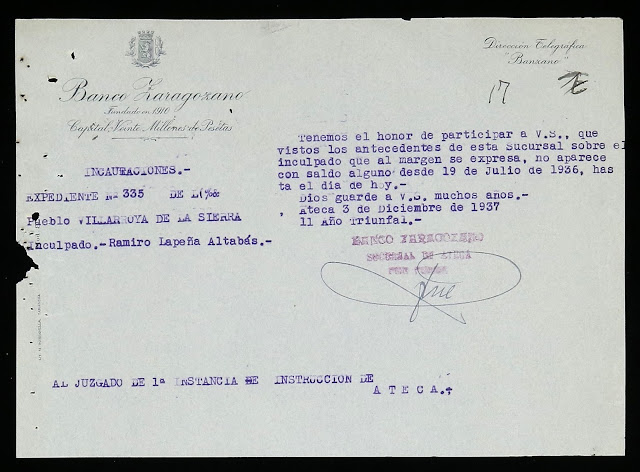 Banco Zaragozano
Fundado en 1910
Capital, Veinte Millones de Pesetas
Dirección Telegráfica
"Banzano"
17
INCAUTACIONES.-
EXPEDIENTE Nº 335 DE L(%&
Pueblo VILLARROYA DE LA SIERRA
Inculpado.- Ramiro Lapeña Altabás.-
Tenemos el honor de participar a V.S., que
vistos los antecedentes de esta Sucursal sobre el
inculpado que al margen se expresa, no aparece
con saldo alguno desde 19 de Julio de 1936, has
ta el dia de hoy.-
Dios guarde a V.S. muchos años.-
Ateca 3 de Diciembre de 1937
11 Año Triunfal.-
BANCO ZARAGOZANO
SUCURSAL DE ATECA
AL JUZGADO DE 1ª INSTANCIA DE INSTRUCCION DE
A T E C A.+